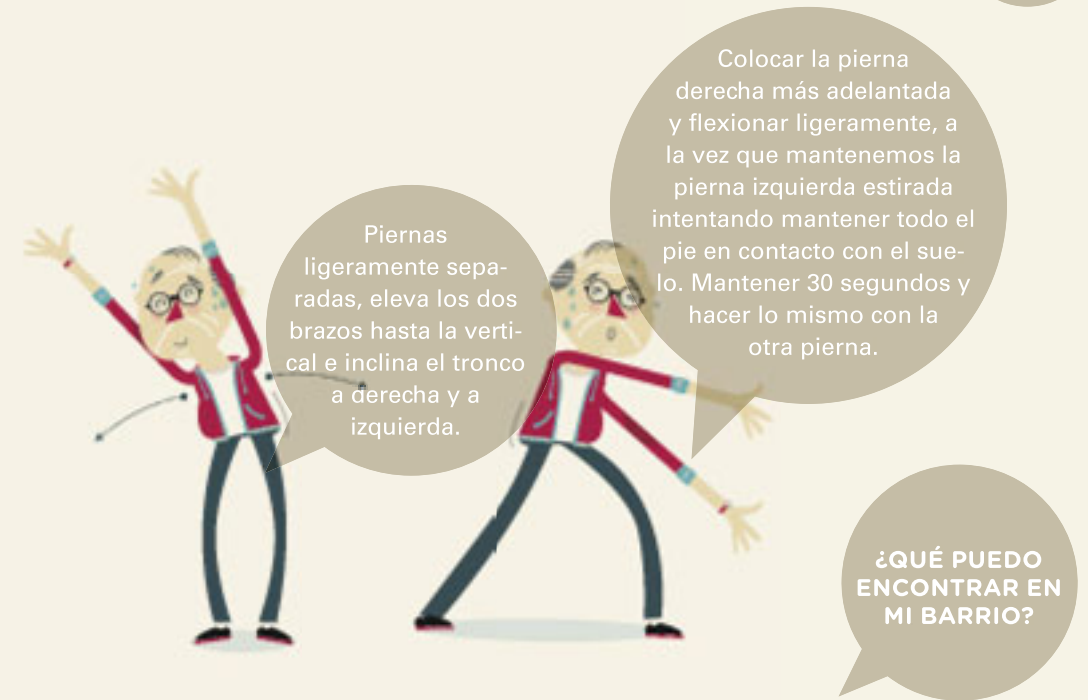 Piernas
ligeramente sepa-
radas, eleva los dos
brazos hasta la verti-
cal e inclina el tronco
a derecha y a
izquierda.
Colocar la pierna
derecha más adelantada
y flexionar ligeramente, a
la vez que mantenemos la
pierna izquierda estirada
intentando mantener todo el
pie en contacto con el sue-
lo. Mantener 30 segundos y
hacer lo mismo con la
otra pierna.
¿QUÉ PUEDO
ENCONTRAR EN
MI BARRIO?